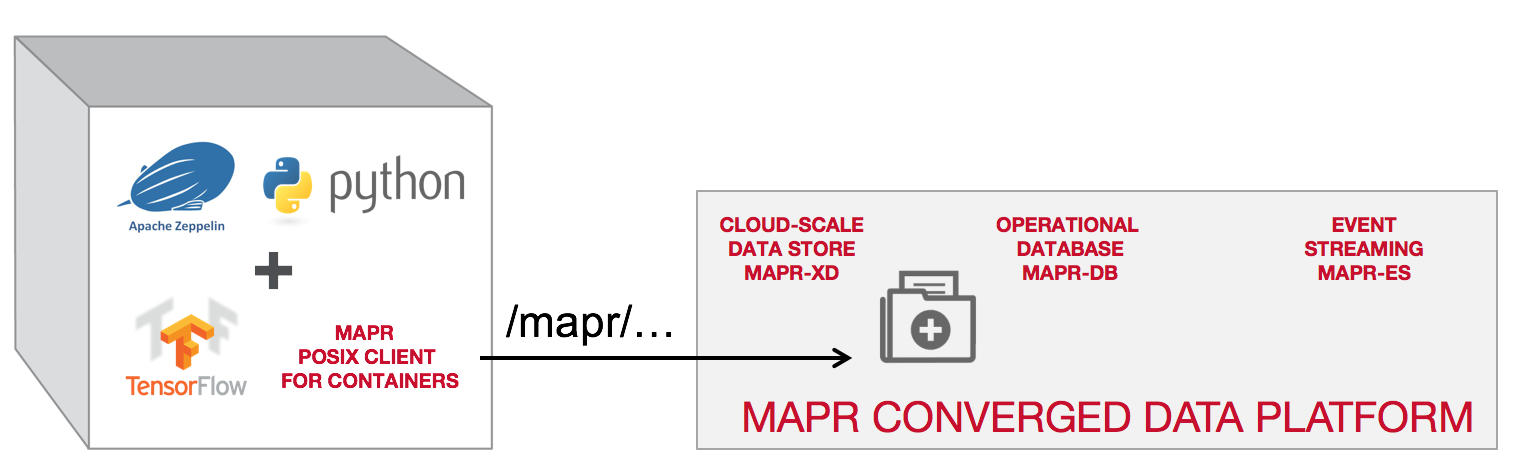 Apache Zeppelin
python
TensorFlow
MAPR
POSIX CLIENT
FOR CONTAINERS
/mapr/…
CLOUD-SCALE
DATA STORE
MAPR-XD
OPERATIONAL
DATABASE
MAPR-DB
EVENT
STREAMING
MAPR-ES
MAPR CONVERGED DATA PLATFORM